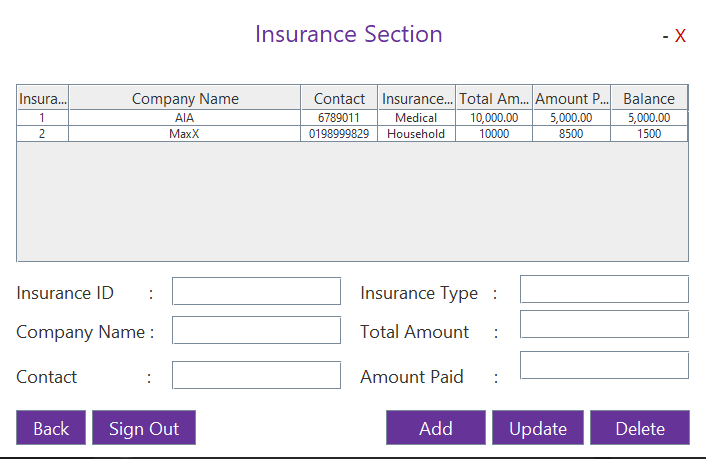 Insurance Section
- X
Insura... Company Name Contact Insurance... Total Am... Amount P... Balance
1 AIA 6789011 Medical 10,000.00 5,000.00 5,000.00
2 MaxX 0198999829 Household 10000 8500 1500
Insurance ID : Insurance Type :
Company Name : Total Amount :
Contact : Amount Paid :
Back Sign Out Add Update Delete